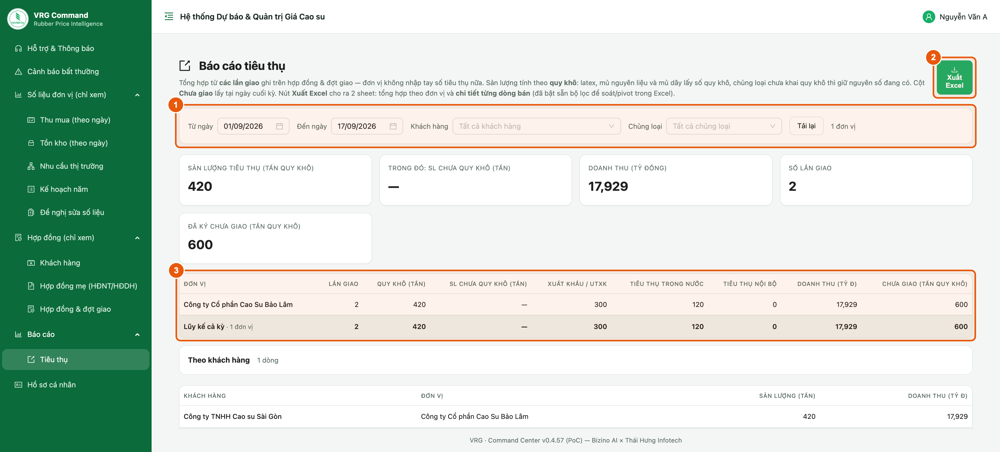 VRG Command
Rubber Price Intelligence
Hệ thống Dự báo & Quản trị Giá Cao su
Nguyễn Văn A
Hỗ trợ & Thông báo
Cảnh báo bất thường
Số liệu đơn vị (chỉ xem)
Thu mua (theo ngày)
Tồn kho (theo ngày)
Nhu cầu thị trường
Kế hoạch năm
Đề nghị sửa số liệu
Hợp đồng (chỉ xem)
Khách hàng
Hợp đồng mẹ (HĐNT/HĐDH)
Hợp đồng & đợt giao
Báo cáo
Tiêu thụ
Hồ sơ cá nhân
Báo cáo tiêu thụ
Tổng hợp từ các lần giao ghi trên hợp đồng & đợt giao — đơn vị không nhập tay số tiêu thụ nữa. Sản lượng tính theo quy khô: latex, mủ nguyên liệu và mủ dây lấy số quy khô, chủng loại chưa khai quy khô thì giữ nguyên số đang có. Cột
Chưa giao lấy tại ngày cuối kỳ. Nút Xuất Excel cho ra 2 sheet: tổng hợp theo đơn vị và chi tiết từng dòng bán (đã bật sẵn bộ lọc để soát/pivot trong Excel).
2
Xuất
Excel
1
Từ ngày 01/09/2026 Đến ngày 17/09/2026 Khách hàng Tất cả khách hàng Chủng loại Tất cả chủng loại Tải lại 1 đơn vị
SẢN LƯỢNG TIÊU THỤ (TẤN QUY KHÔ)
420
TRONG ĐÓ: SL CHƯA QUY KHÔ (TẤN)
—
DOANH THU (TỶ ĐỒNG)
17,929
SỐ LẦN GIAO
2
ĐÃ KÝ CHƯA GIAO (TẤN QUY KHÔ)
600
3
ĐƠN VỊ LẦN GIAO QUY KHÔ (TẤN) SL CHƯA QUY KHÔ (TẤN) XUẤT KHẨU / UTXK TIÊU THỤ TRONG NƯỚC TIÊU THỤ NỘI BỘ DOANH THU (TỶ Đ) CHƯA GIAO (TẤN QUY KHÔ)
Công ty Cổ phần Cao Su Bảo Lâm 2 420 — 300 120 0 17,929 600
Lũy kế cả kỳ · 1 đơn vị 2 420 — 300 120 0 17,929 600
Theo khách hàng 1 dòng
KHÁCH HÀNG ĐƠN VỊ SẢN LƯỢNG (TẤN) DOANH THU (TỶ Đ)
Công ty TNHH Cao su Sài Gòn Công ty Cổ phần Cao Su Bảo Lâm 420 17,929
VRG · Command Center v0.4.57 (PoC) — Bizino AI × Thái Hưng Infotech